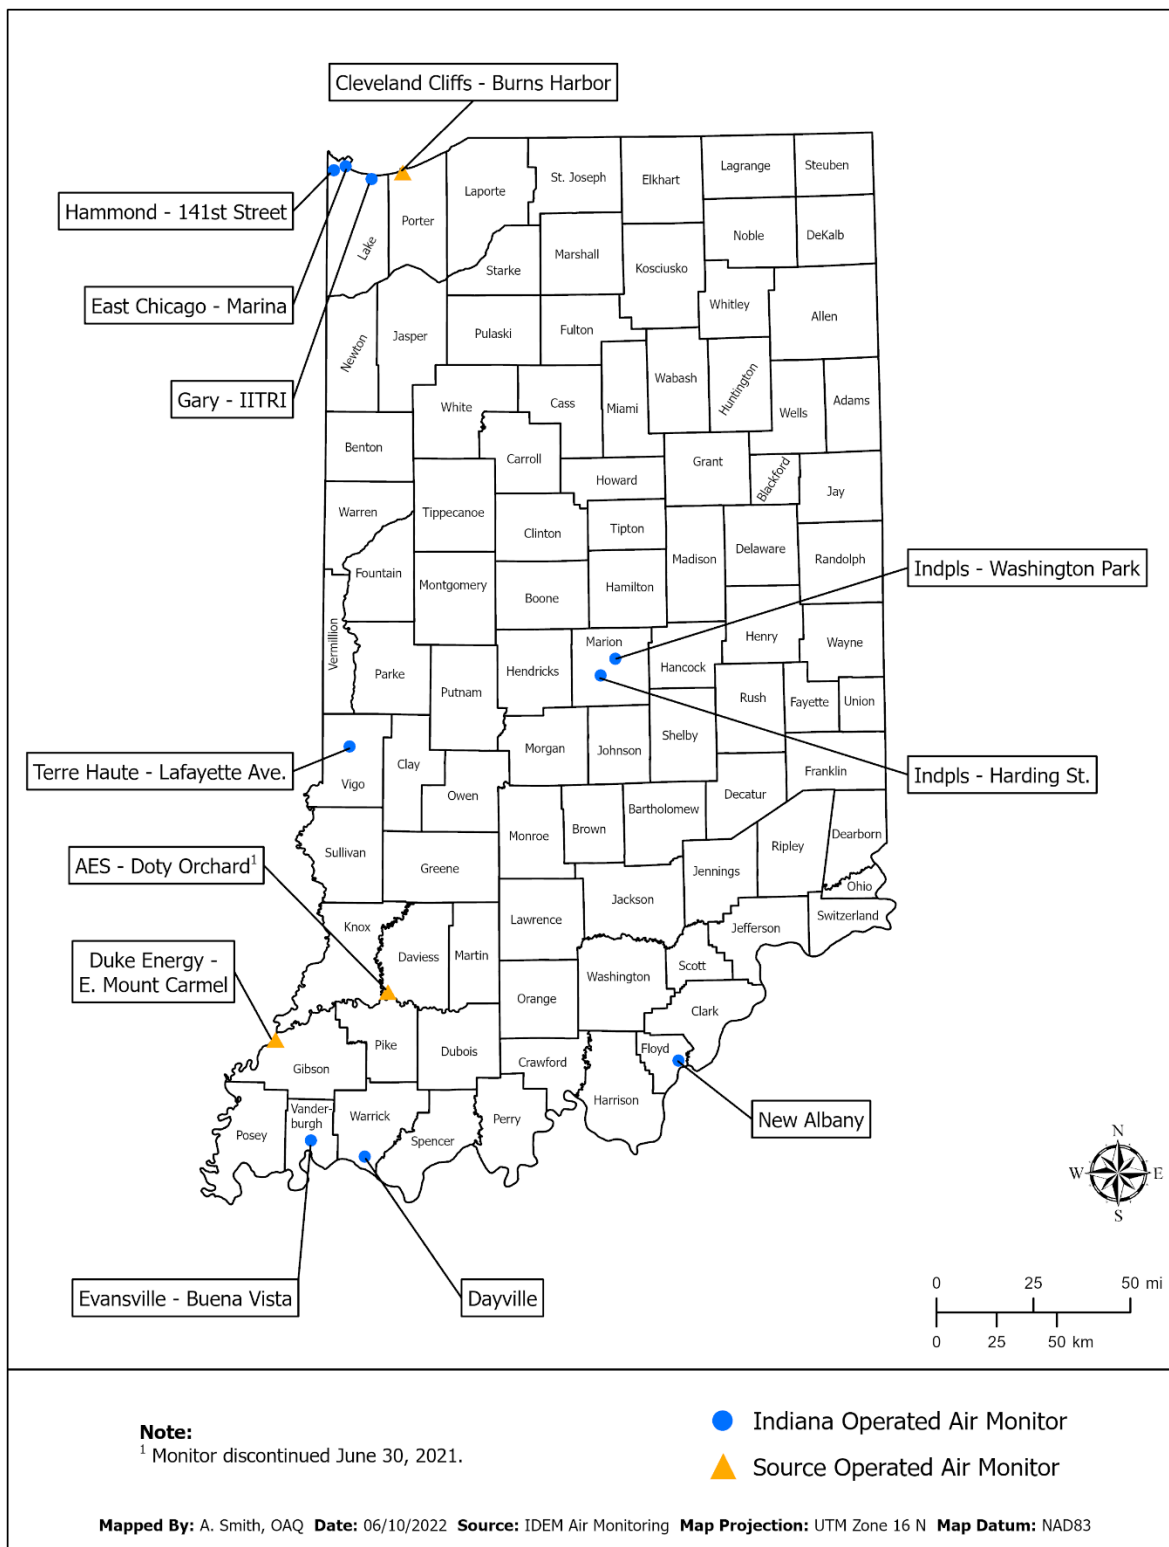 Cleveland Cliffs - Burns Harbor
Hammond - 141st Street
East Chicago - Marina
Gary - IITRI
Indpls - Washington Park
Indpls - Harding St.
Terre Haute - Lafayette Ave.
AES - Doty Orchard¹
Duke Energy -
E. Mount Carmel
New Albany
Evansville - Buena Vista
Dayville
Lake
Porter
Laporte
St. Joseph
Elkhart
Lagrange
Steuben
Noble
DeKalb
Starke
Marshall
Kosciusko
Whitley
Allen
Newton
Jasper
Pulaski
Fulton
Wabash
Huntington
Wells
Adams
White
Cass
Miami
Benton
Carroll
Howard
Grant
Blackford
Jay
Warren
Tippecanoe
Clinton
Tipton
Madison
Delaware
Randolph
Fountain
Montgomery
Boone
Hamilton
Vermillion
Parke
Putnam
Hendricks
Marion
Hancock
Henry
Wayne
Rush
Fayette
Union
Vigo
Clay
Owen
Morgan
Johnson
Shelby
Franklin
Decatur
Sullivan
Greene
Monroe
Brown
Bartholomew
Ripley
Dearborn
Jennings
Ohio
Jackson
Lawrence
Switzerland
Jefferson
Knox
Daviess
Martin
Washington
Scott
Orange
Clark
Pike
Dubois
Gibson
Crawford
Floyd
Harrison
Posey
Vander-
burgh
Warrick
Spencer
Perry
N
W E
S
0 25 50 mi
0 25 50 km
Note:
¹ Monitor discontinued June 30, 2021.
Indiana Operated Air Monitor
Source Operated Air Monitor
Mapped By: A. Smith, OAQ Date: 06/10/2022 Source: IDEM Air Monitoring Map Projection: UTM Zone 16 N Map Datum: NAD83